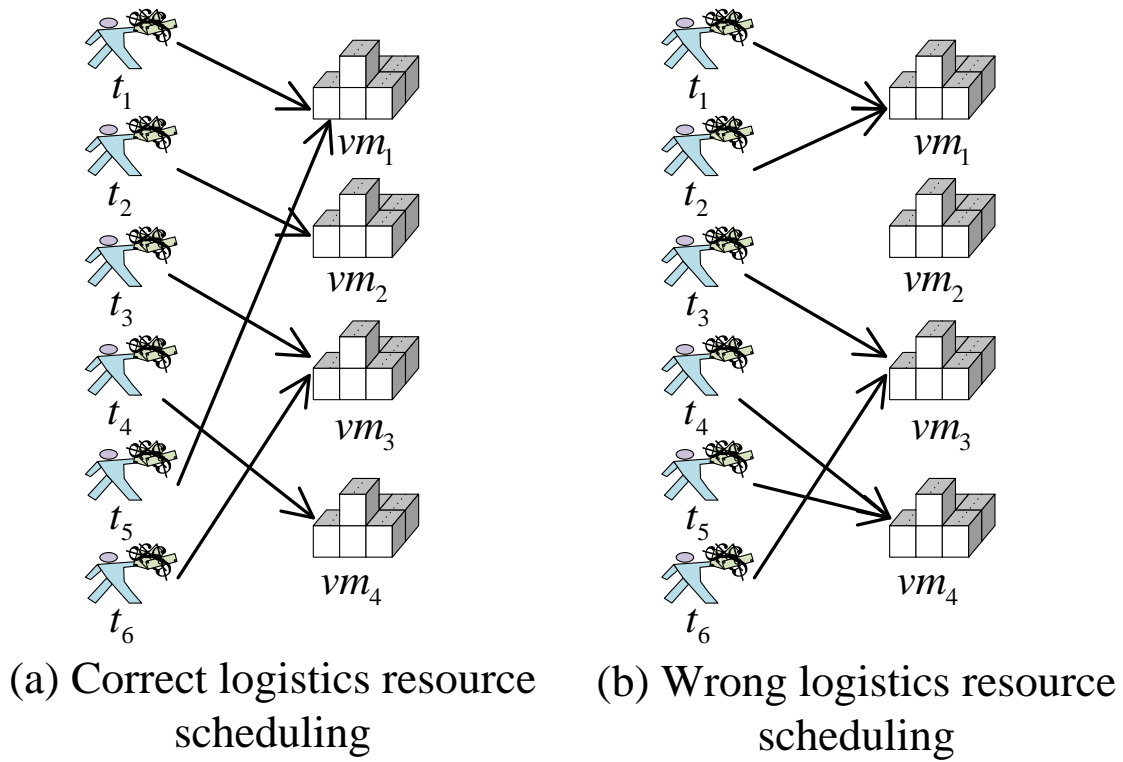 t₁
t₂
t₃
t₄
t₅
t₆
vm₁
vm₂
vm₃
vm₄
(a) Correct logistics resource
scheduling
t₁
t₂
t₃
t₄
t₅
t₆
vm₁
vm₂
vm₃
vm₄
(b) Wrong logistics resource
scheduling